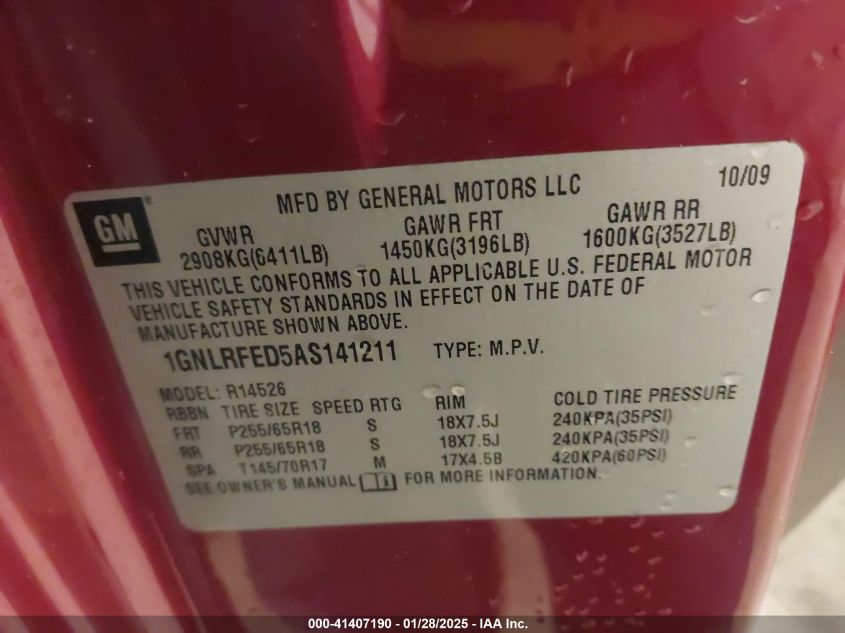 GM
MFD BY GENERAL MOTORS LLC 10/09
GVWR GAWR FRT GAWR RR
2908KG(6411LB) 1450KG(3196LB) 1600KG(3527LB)
THIS VEHICLE CONFORMS TO ALL APPLICABLE U.S. FEDERAL MOTOR
VEHICLE SAFETY STANDARDS IN EFFECT ON THE DATE OF
MANUFACTURE SHOWN ABOVE.
1GNLRFED5AS141211 TYPE: M.P.V.
MODEL: R14526
RBBN TIRE SIZE SPEED RTG RIM COLD TIRE PRESSURE
FRT P255/65R18 S 18X7.5J 240KPA(35PSI)
RR P255/65R18 S 18X7.5J 240KPA(35PSI)
SPA T145/70R17 M 17X4.5B 420KPA(60PSI)
SEE OWNER'S MANUAL FOR MORE INFORMATION.
000-41407190 - 01/28/2025 - IAA Inc.